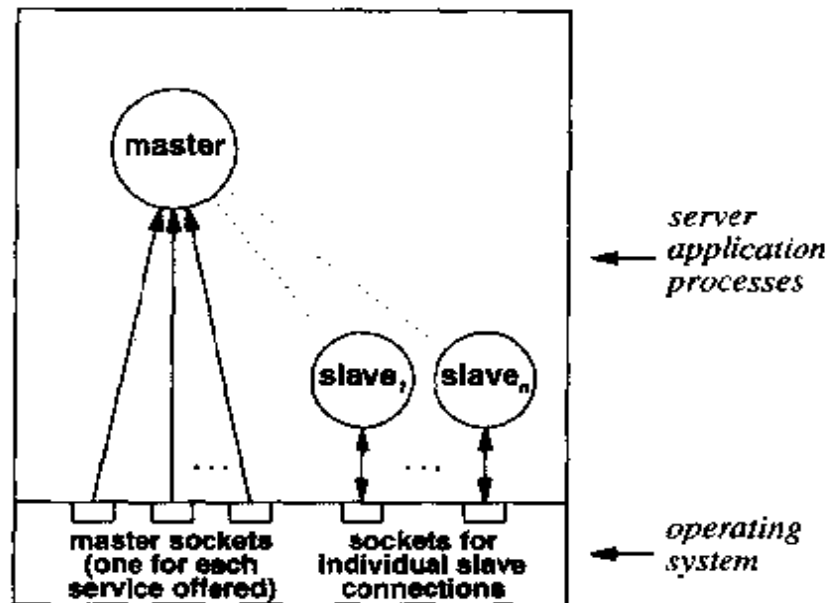 master
server
application
processes
slave₁ slaveₙ
... ...
master sockets
(one for each
service offered)
sockets for
individual slave
connections
operating
system